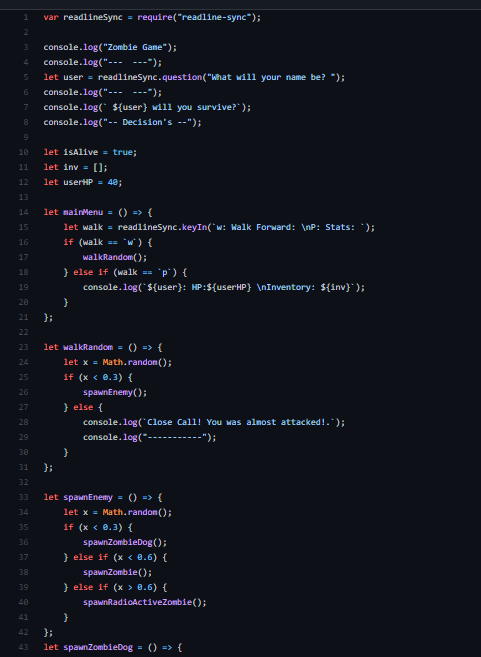 1 var readlineSync = require("readline-sync");
2
3 console.log("Zombie Game");
4 console.log("---  ---");
5 let user = readlineSync.question("What will your name be? ");
6 console.log("---  ---");
7 console.log(` ${user} will you survive?`);
8 console.log("-- Decision's --");
9
10 let isAlive = true;
11 let inv = [];
12 let userHP = 40;
13
14 let mainMenu = () => {
15     let walk = readlineSync.keyIn(`w: Walk Forward: \nP: Stats: `);
16     if (walk == `w`) {
17         walkRandom();
18     } else if (walk == `p`) {
19         console.log(`${user}: HP:${userHP} \nInventory: ${inv}`);
20     }
21 };
22
23 let walkRandom = () => {
24     let x = Math.random();
25     if (x < 0.3) {
26         spawnEnemy();
27     } else {
28         console.log(`Close Call! You was almost attacked!.`);
29         console.log("-----------");
30     }
31 };
32
33 let spawnEnemy = () => {
34     let x = Math.random();
35     if (x < 0.3) {
36         spawnZombieDog();
37     } else if (x < 0.6) {
38         spawnZombie();
39     } else if (x > 0.6) {
40         spawnRadioActiveZombie();
41     }
42 };
43 let spawnZombieDog = () => {